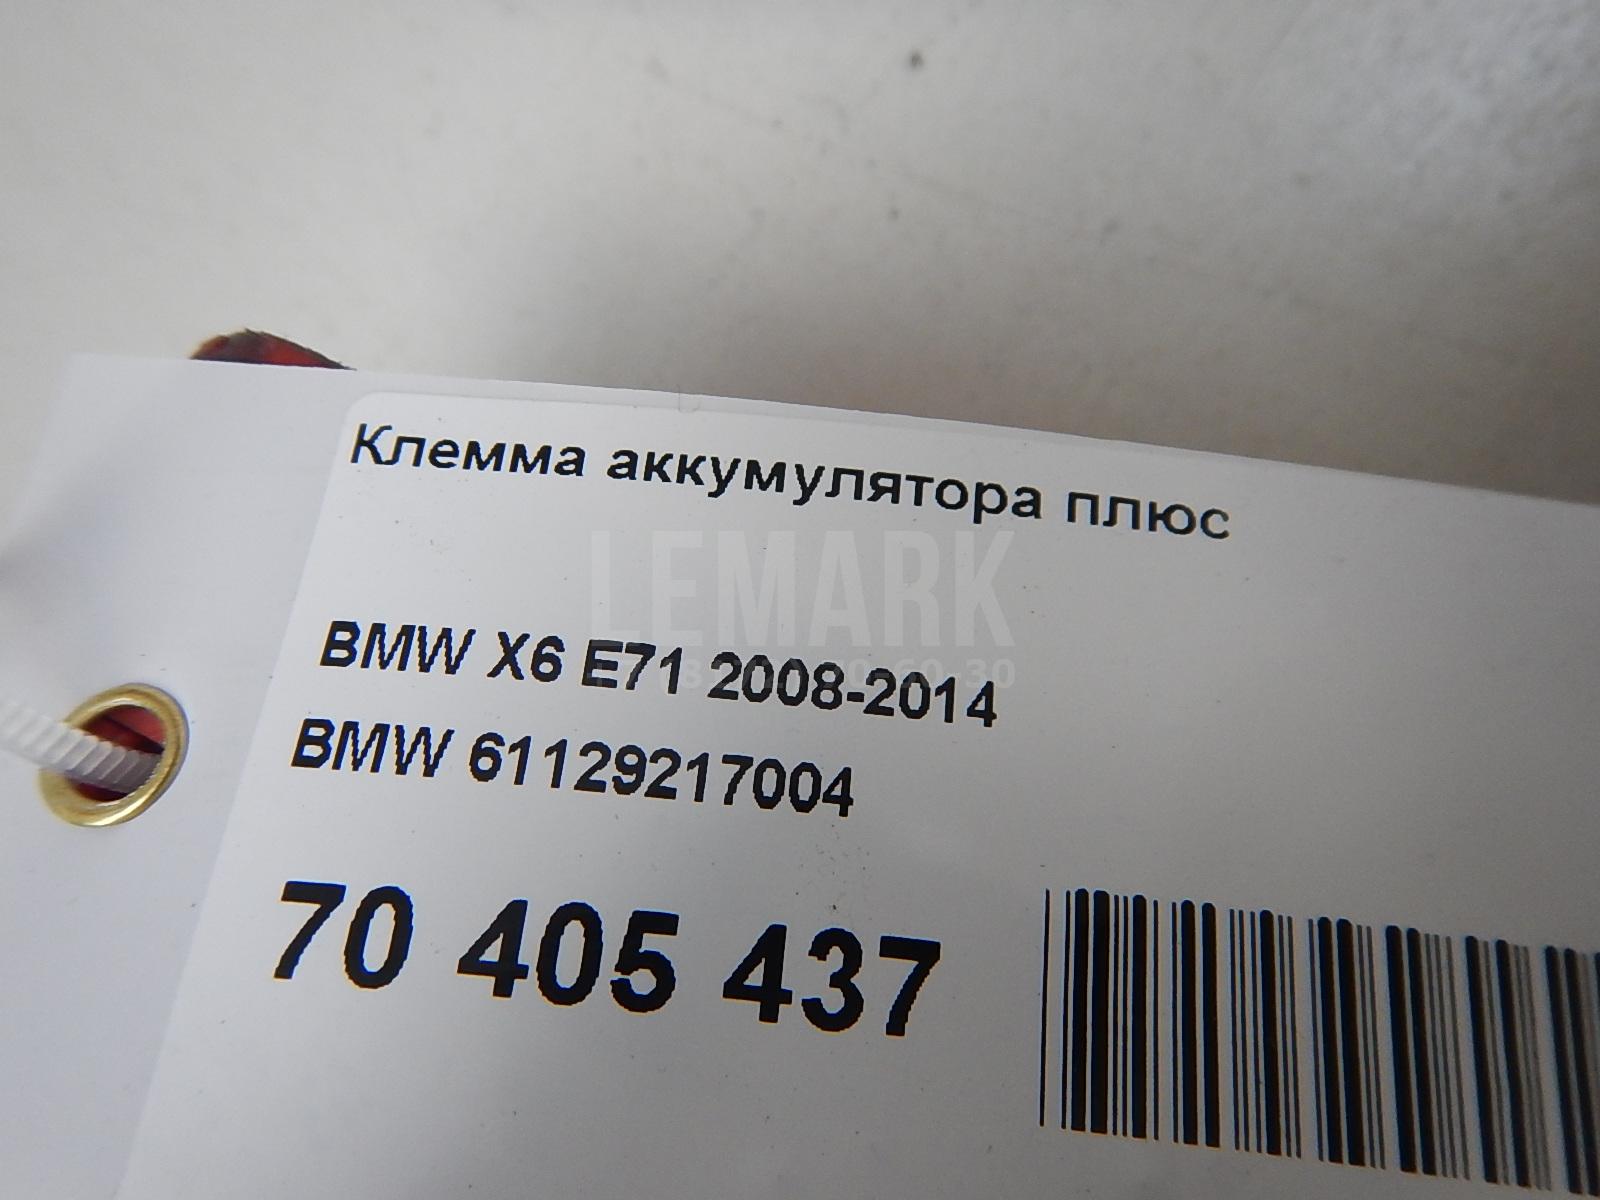 Клемма аккумулятора плюс
LEMARK
BMW X6 E71 2008-2014
BMW 61129217004
70 405 437